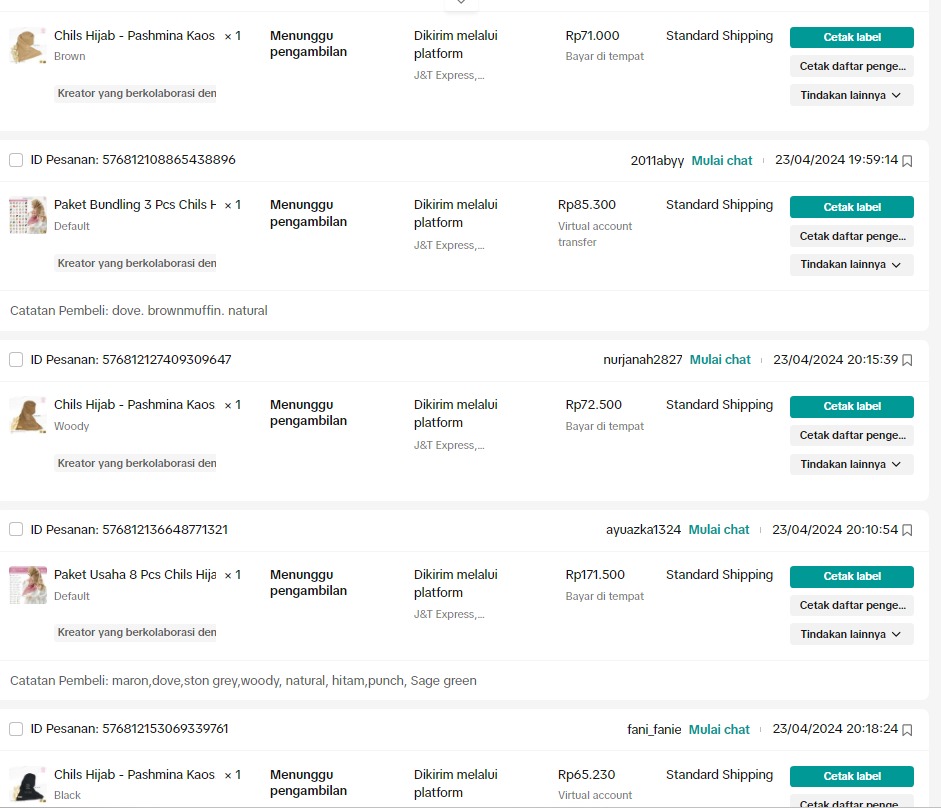 Chils Hijab - Pashmina Kaos × 1 Menunggu pengambilan Dikirim melalui platform Rp71.000 Standard Shipping Cetak label
Brown J&T Express,... Bayar di tempat Cetak daftar penge...
Kreator yang berkolaborasi den Tindakan lainnya
ID Pesanan: 576812108865438896 2011abyy Mulai chat 23/04/2024 19:59:14
Paket Bundling 3 Pcs Chils H × 1 Menunggu pengambilan Dikirim melalui platform Rp85.300 Standard Shipping Cetak label
Default J&T Express,... Virtual account transfer Cetak daftar penge...
Kreator yang berkolaborasi den Tindakan lainnya
Catatan Pembeli: dove. brownmuffin. natural
ID Pesanan: 576812127409309647 nurjanah2827 Mulai chat 23/04/2024 20:15:39
Chils Hijab - Pashmina Kaos × 1 Menunggu pengambilan Dikirim melalui platform Rp72.500 Standard Shipping Cetak label
Woody J&T Express,... Bayar di tempat Cetak daftar penge...
Kreator yang berkolaborasi den Tindakan lainnya
ID Pesanan: 576812136648771321 ayuazka1324 Mulai chat 23/04/2024 20:10:54
Paket Usaha 8 Pcs Chils Hija × 1 Menunggu pengambilan Dikirim melalui platform Rp171.500 Standard Shipping Cetak label
Default J&T Express,... Bayar di tempat Cetak daftar penge...
Kreator yang berkolaborasi den Tindakan lainnya
Catatan Pembeli: maron,dove,ston grey,woody, natural, hitam,punch, Sage green
ID Pesanan: 576812153069339761 fani_fanie Mulai chat 23/04/2024 20:18:24
Chils Hijab - Pashmina Kaos × 1 Menunggu pengambilan Dikirim melalui platform Rp65.230 Standard Shipping Cetak label
Black Virtual account Cetak daftar penge...